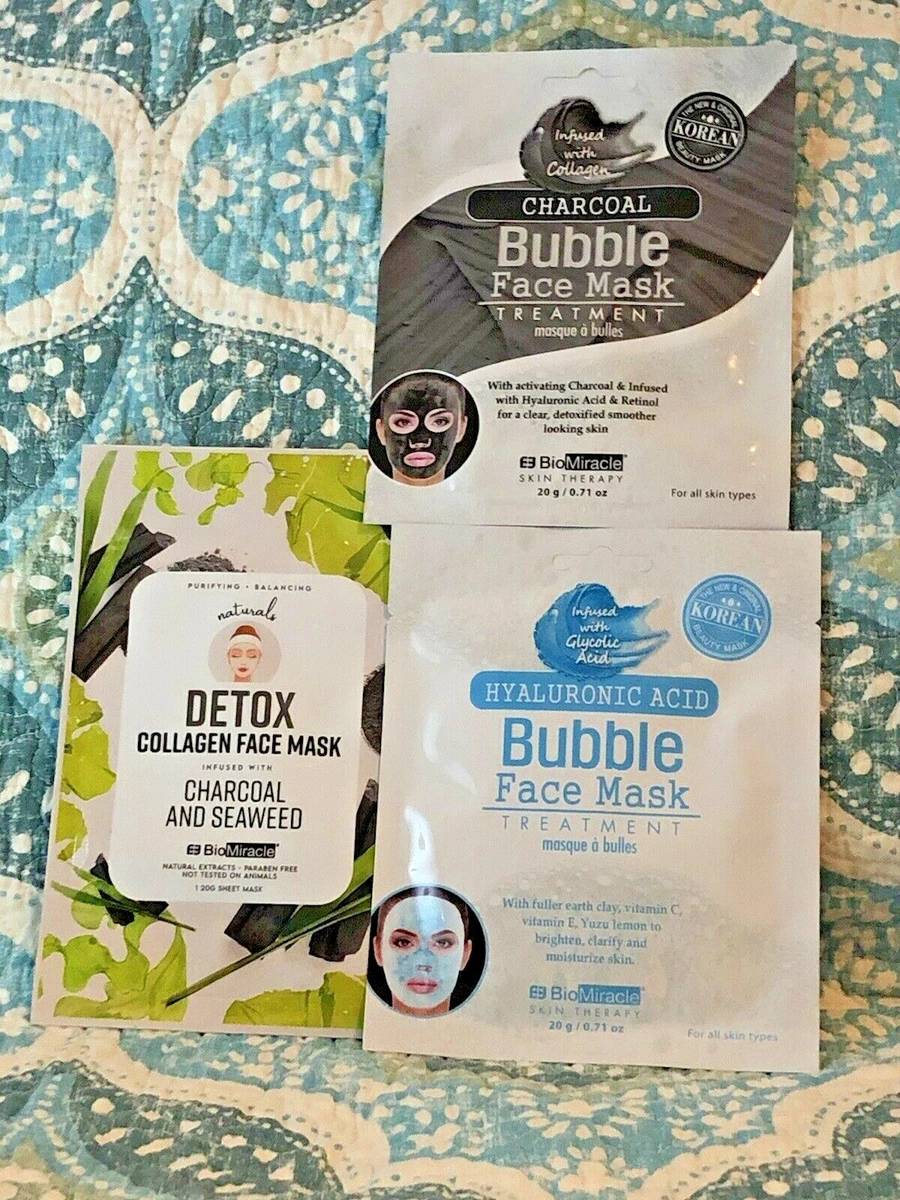 Infused
with
Collagen
THE NEW & ORIGINAL
KOREAN
BEAUTY MASK
CHARCOAL
Bubble
Face Mask
TREATMENT
masque à bulles
With activating Charcoal & Infused
with Hyaluronic Acid & Retinol
for a clear, detoxified smoother
looking skin
BioMiracle
SKIN THERAPY
20 g / 0.71 oz
For all skin types
PURIFYING • BALANCING
naturals
DETOX
COLLAGEN FACE MASK
INFUSED WITH
CHARCOAL
AND SEAWEED
BioMiracle
NATURAL EXTRACTS • PARABEN FREE
NOT TESTED ON ANIMALS
1 20G SHEET MASK
Infused
with
Glycolic
Acid
THE NEW & ORIGINAL
KOREAN
BEAUTY MASK
HYALURONIC ACID
Bubble
Face Mask
TREATMENT
masque à bulles
With fuller earth clay, vitamin C,
vitamin E, Yuzu lemon to
brighten, clarify and
moisturize skin.
BioMiracle
SKIN THERAPY
20 g / 0.71 oz
For all skin types